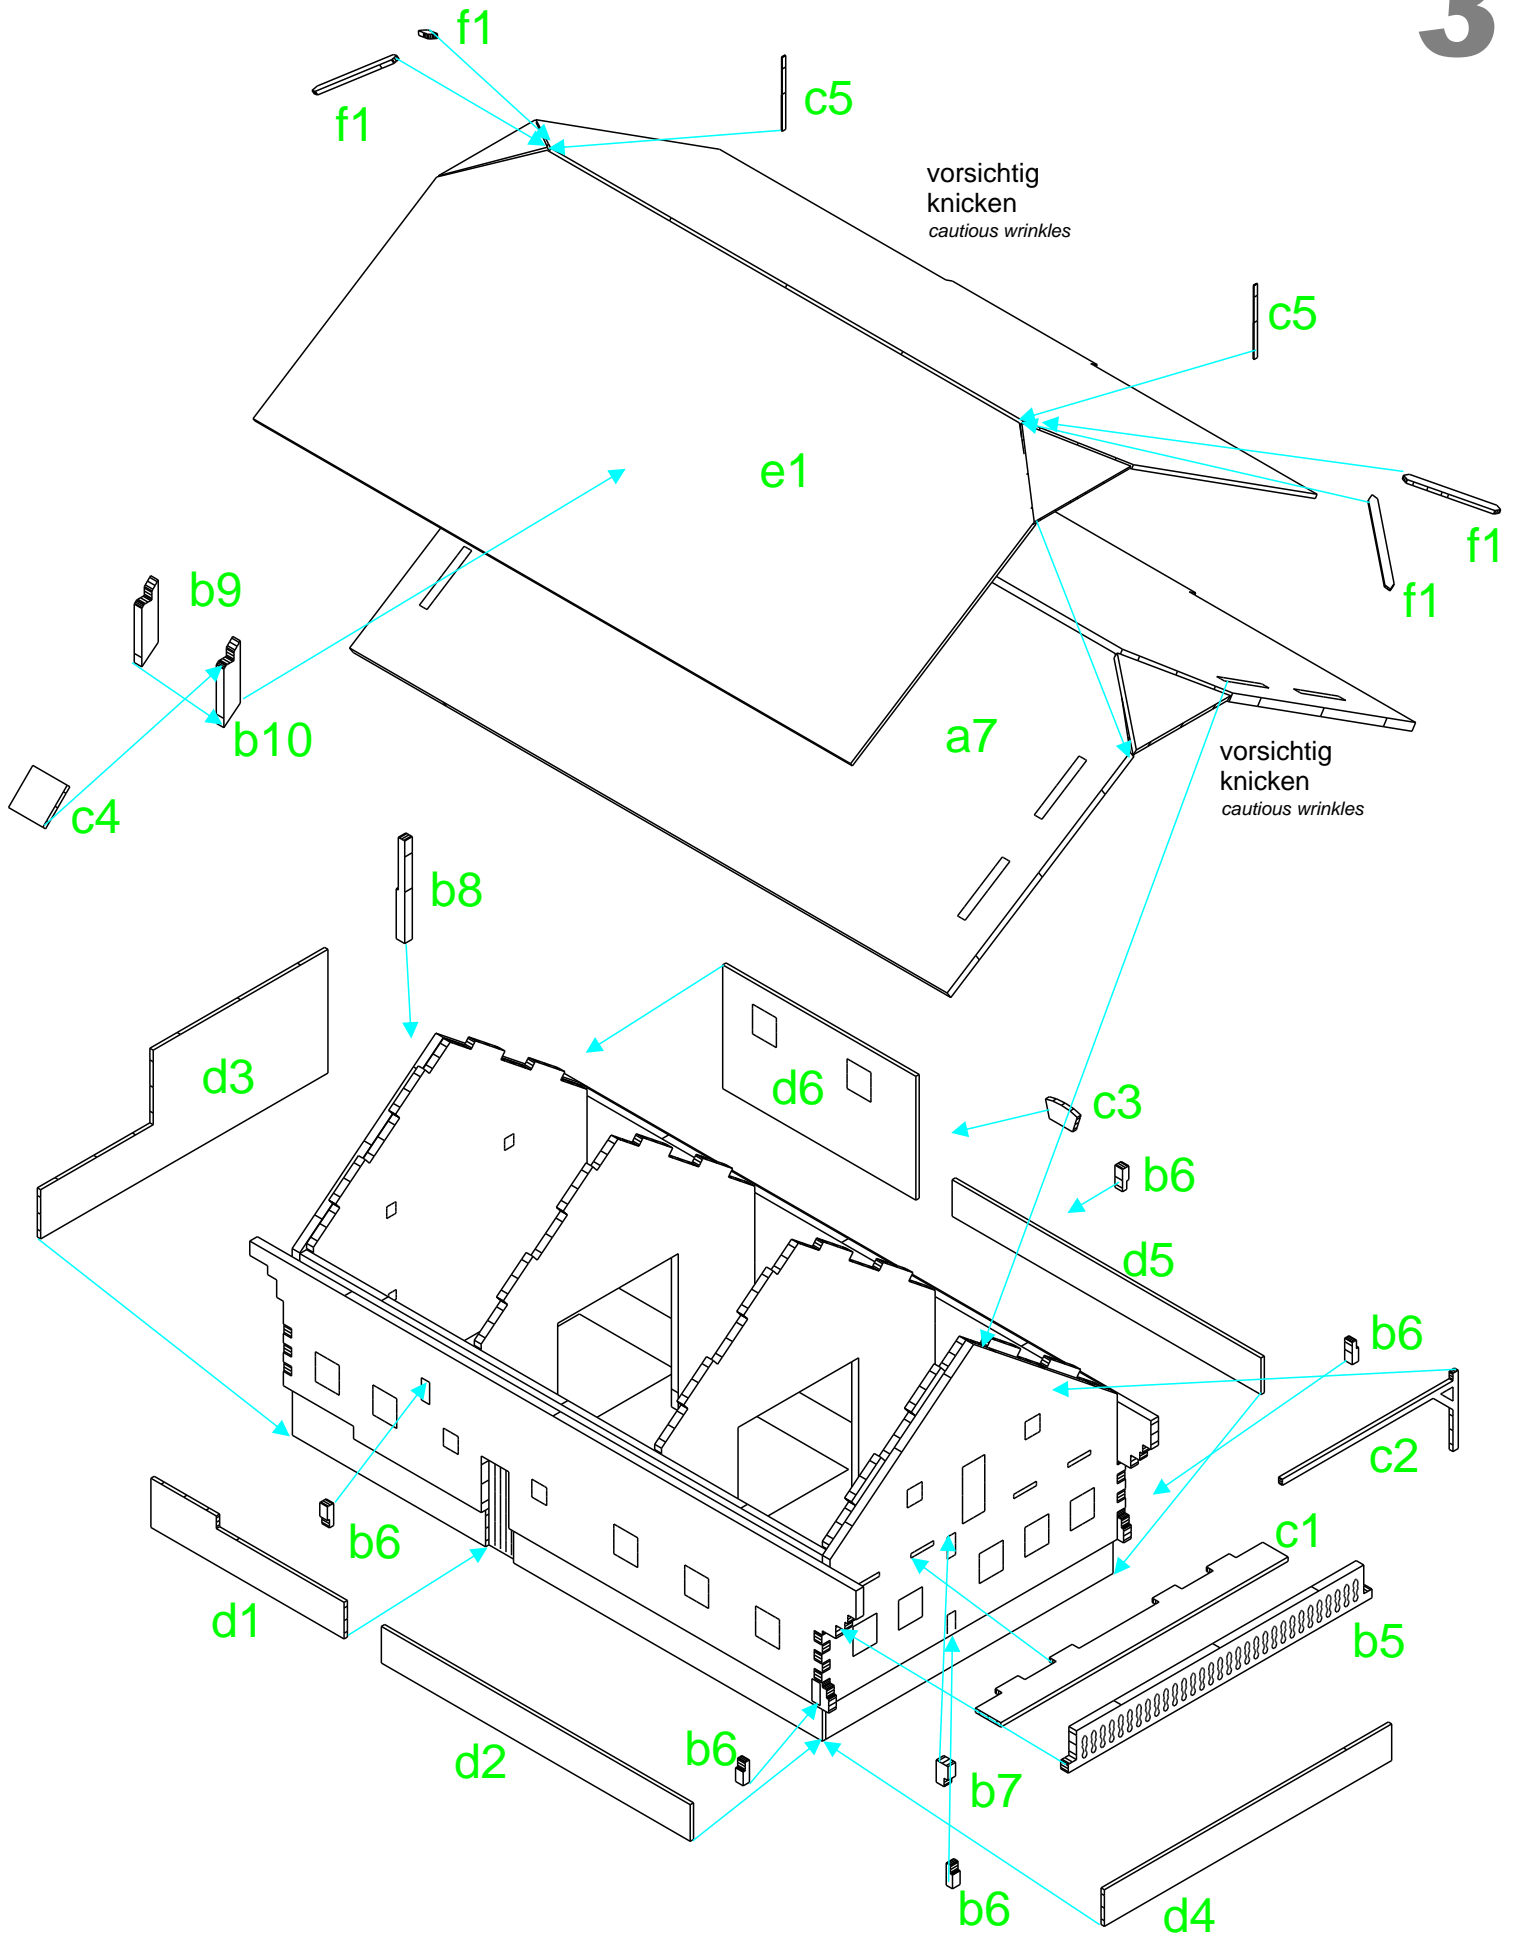 3
f1
f1
c5
vorsichtig
knicken
cautious wrinkles
c5
e1
f1
f1
b9
b10
a7
vorsichtig
knicken
cautious wrinkles
c4
b8
d3
d6
c3
b6
d5
b6
c2
c1
b6
d1
b5
d2
b6
b7
b6
d4